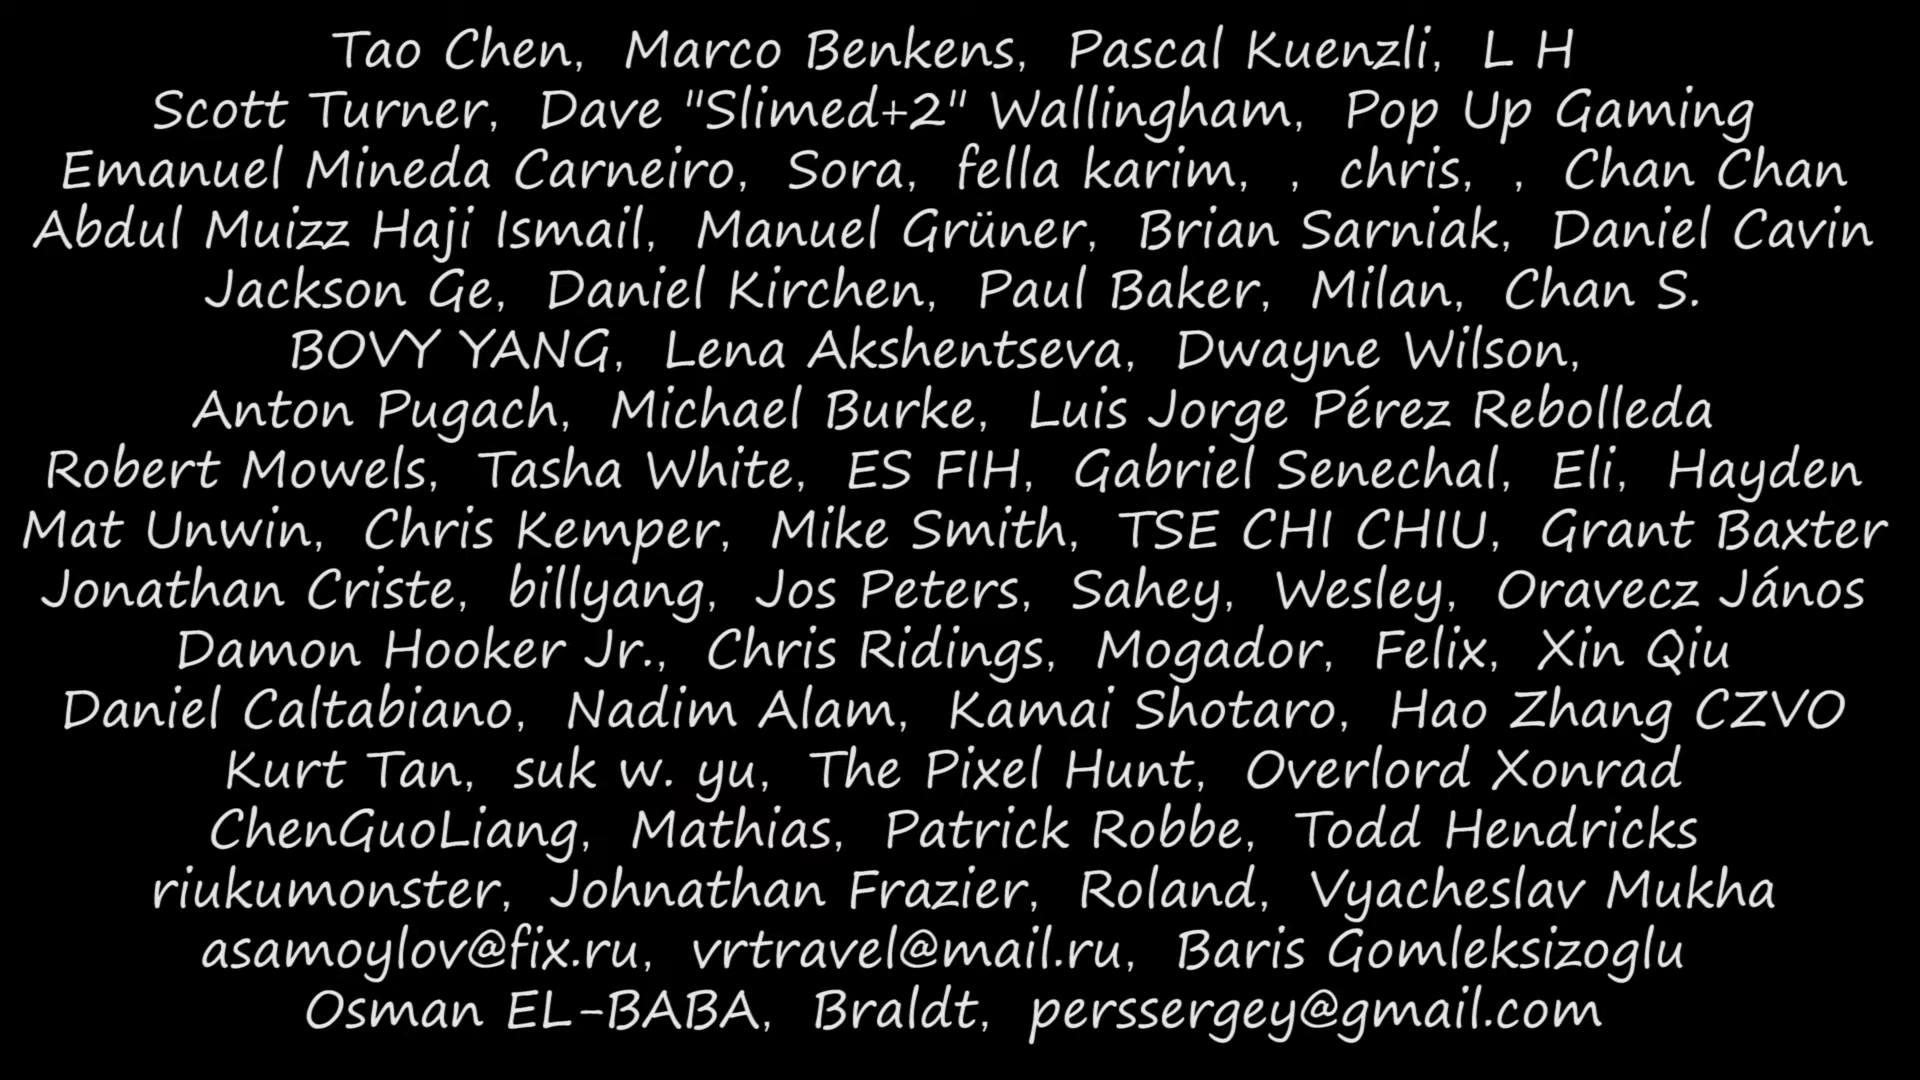 Tao Chen, Marco Benkens, Pascal Kuenzli, L H
Scott Turner, Dave "Slimed+2" Wallingham, Pop Up Gaming
Emanuel Mineda Carneiro, Sora, fella karim, , chris, , Chan Chan
Abdul Muizz Haji Ismail, Manuel Grüner, Brian Sarniak, Daniel Cavin
Jackson Ge, Daniel Kirchen, Paul Baker, Milan, Chan S.
BOVY YANG, Lena Akshentseva, Dwayne Wilson,
Anton Pugach, Michael Burke, Luis Jorge Pérez Rebolleda
Robert Mowels, Tasha White, ES FIH, Gabriel Senechal, Eli, Hayden
Mat Unwin, Chris Kemper, Mike Smith, TSE CHI CHIU, Grant Baxter
Jonathan Criste, billyang, Jos Peters, Sahey, Wesley, Oravecz János
Damon Hooker Jr., Chris Ridings, Mogador, Felix, Xin Qiu
Daniel Caltabiano, Nadim Alam, Kamai Shotaro, Hao Zhang CZVO
Kurt Tan, suk w. yu, The Pixel Hunt, Overlord Xonrad
ChenGuoLiang, Mathias, Patrick Robbe, Todd Hendricks
riukumonster, Johnathan Frazier, Roland, Vyacheslav Mukha
asamoylov@fix.ru, vrtravel@mail.ru, Baris Gomleksizoglu
Osman EL-BABA, Braldt, perssergey@gmail.com